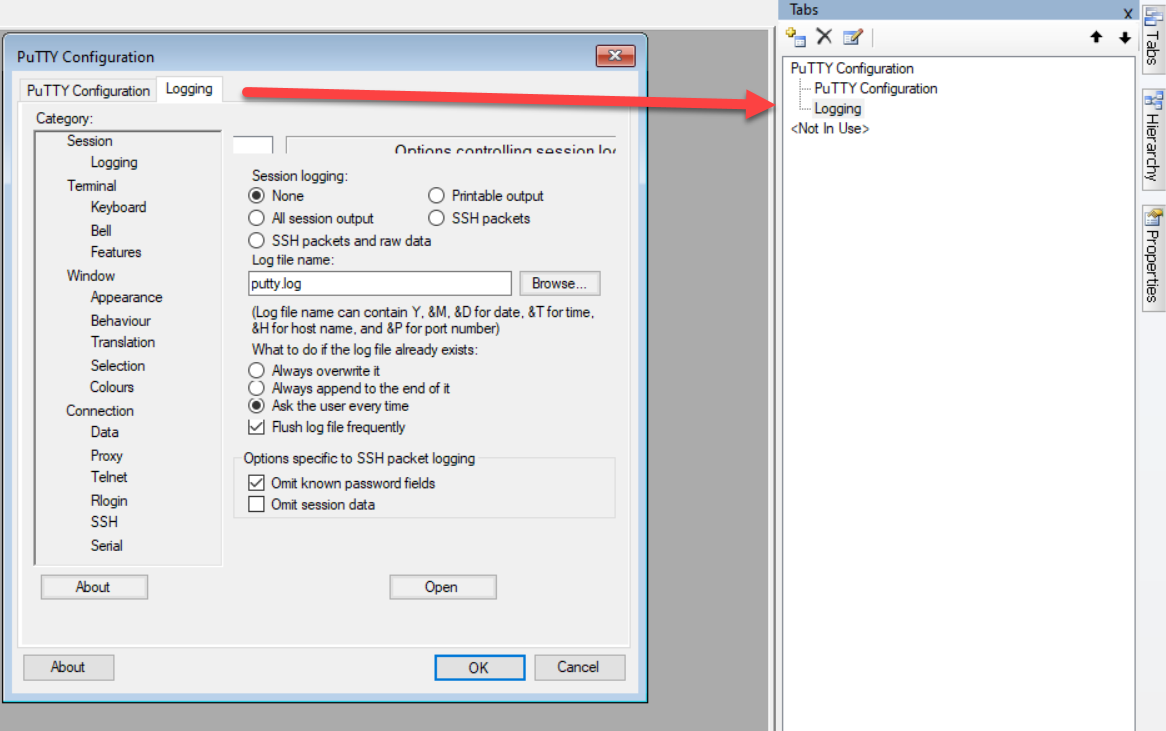 PuTTY Configuration
PuTTY Configuration
Logging
Category:
Session
Logging
Terminal
Keyboard
Bell
Features
Window
Appearance
Behaviour
Translation
Selection
Colours
Connection
Data
Proxy
Telnet
Rlogin
SSH
Serial
About
Options controlling session
Session logging:
None
Printable output
All session output
SSH packets
SSH packets and raw data
Log file name:
putty.log
Browse...
(Log file name can contain Y, &M, &D for date, &T for time,
&H for host name, and &P for port number)
What to do if the log file already exists:
Always overwrite it
Always append to the end of it
Ask the user every time
Flush log file frequently
Options specific to SSH packet logging
Omit known password fields
Omit session data
Open
About
OK
Cancel
Tabs
X
PuTTY Configuration
PuTTY Configuration
Logging
<Not In Use>
Tabs
Hierarchy
Properties